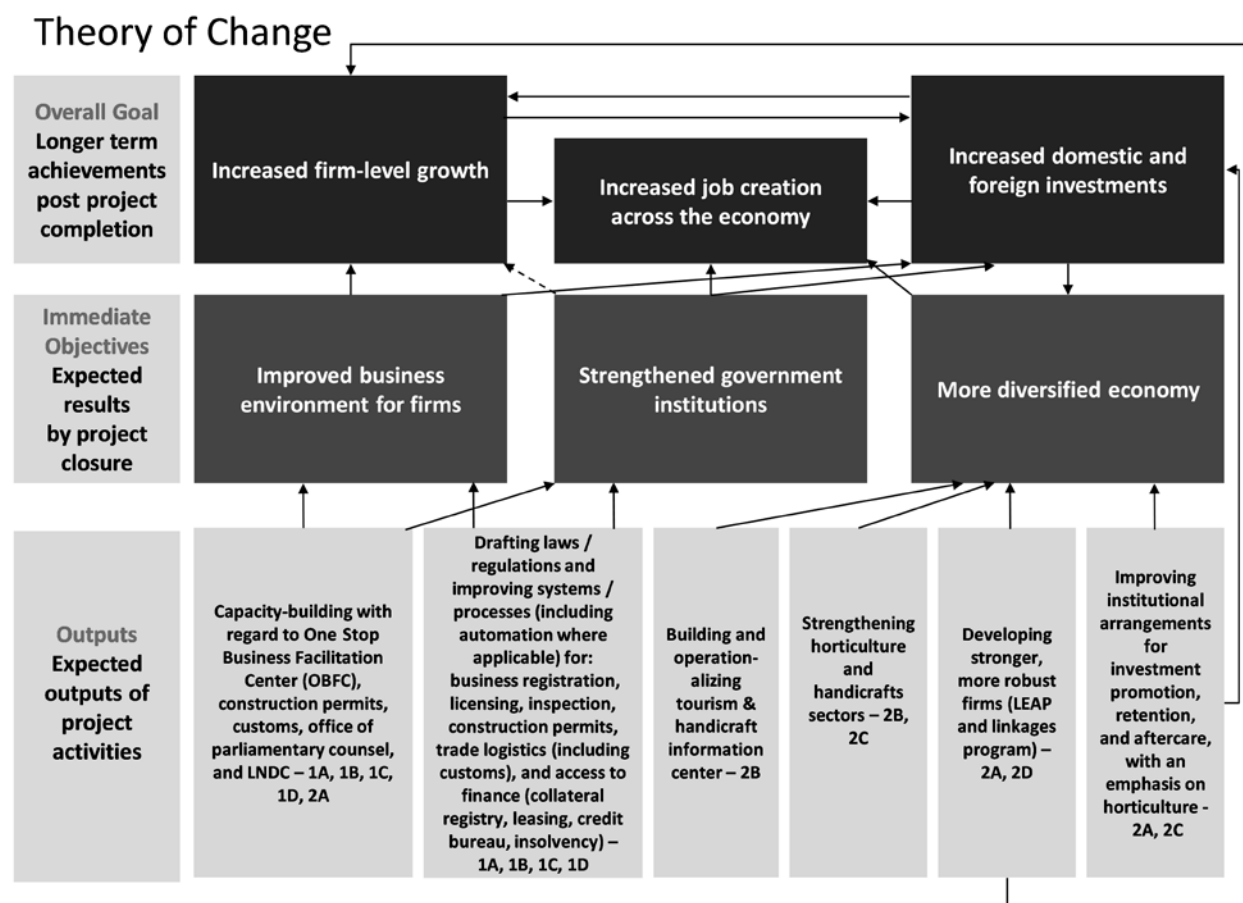 Theory of Change
Overall Goal
Longer term
achievements
post project
completion
Increased firm-level growth
Increased job creation
across the economy
Increased domestic and
foreign investments
Immediate
Objectives
Expected
results
by project
closure
Improved business
environment for firms
Strengthened government
institutions
More diversified economy
Outputs
Expected
outputs of
project
activities
Capacity-building with
regard to One Stop
Business Facilitation
Center (OBFC),
construction permits,
customs, office of
parliamentary counsel,
and LNDC – 1A, 1B, 1C,
1D, 2A
Drafting laws /
regulations and
improving systems /
processes (including
automation where
applicable) for:
business registration,
licensing, inspection,
construction permits,
trade logistics (including
customs), and access to
finance (collateral
registry, leasing, credit
bureau, insolvency) –
1A, 1B, 1C, 1D
Building and
operation-
alizing
tourism &
handicraft
information
center – 2B
Strengthening
horticulture
and
handicrafts
sectors – 2B,
2C
Developing
stronger,
more robust
firms (LEAP
and linkages
program) –
2A, 2D
Improving
institutional
arrangements
for
investment
promotion,
retention,
and aftercare,
with an
emphasis on
horticulture -
2A, 2C